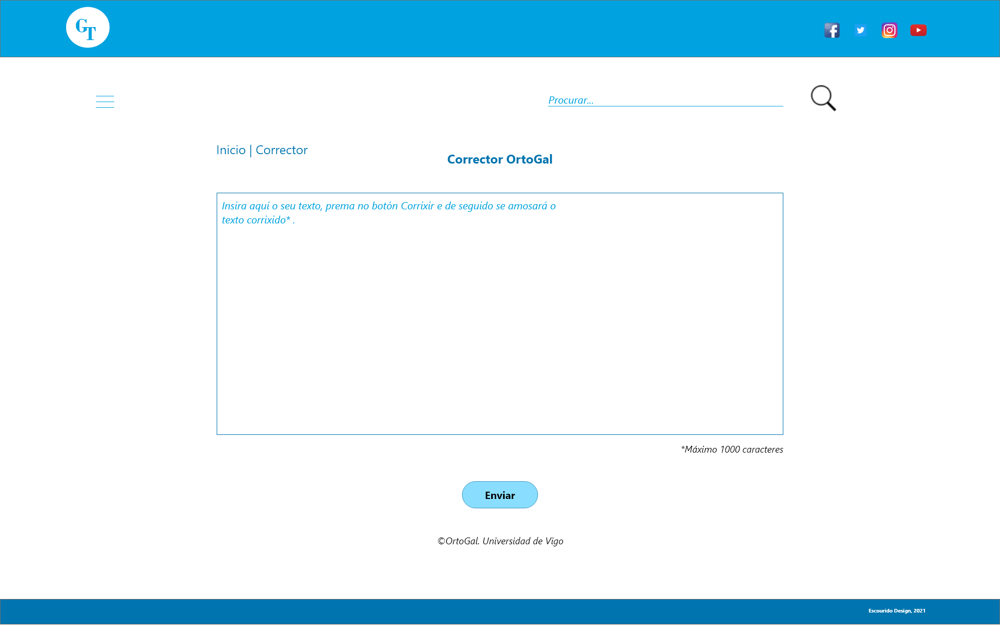 GT
Procurar...
Inicio | Corrector
Corrector OrtoGal
Insira aquí o seu texto, prema no botón Corrixir e de seguido se amosará o
texto corrixido* .
*Máximo 1000 caracteres
Enviar
©OrtoGal. Universidad de Vigo
Escourido Design, 2021